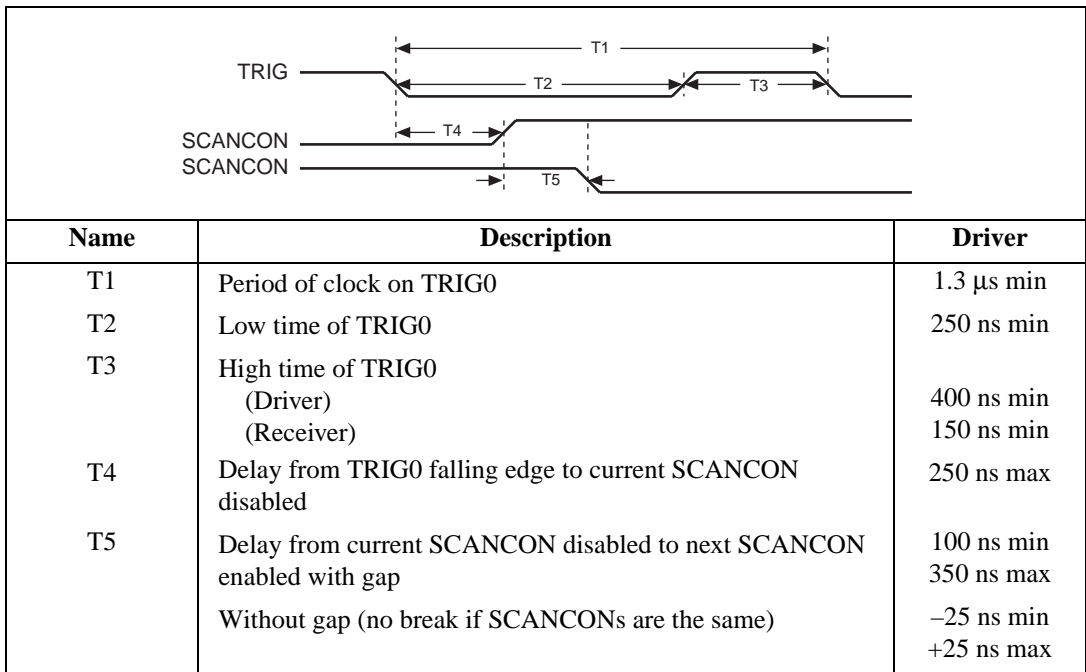 T1
TRIG
T2
T3
T4
SCANCON
SCANCON
T5
Name Description Driver
T1 Period of clock on TRIG0 1.3 µs min
T2 Low time of TRIG0 250 ns min
T3 High time of TRIG0
(Driver) 400 ns min
(Receiver) 150 ns min
T4 Delay from TRIG0 falling edge to current SCANCON 250 ns max
disabled
T5 Delay from current SCANCON disabled to next SCANCON 100 ns min
enabled with gap 350 ns max
Without gap (no break if SCANCONs are the same) –25 ns min
+25 ns max